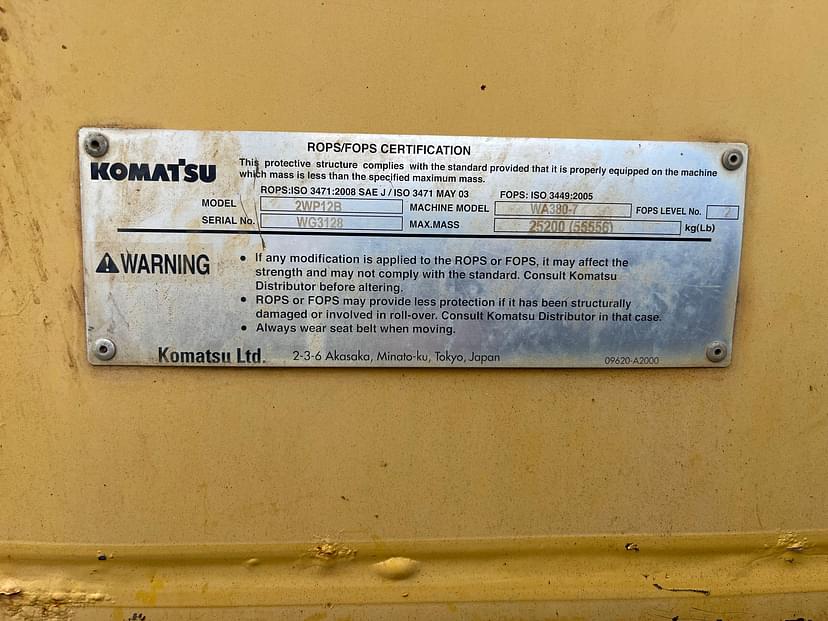 ROPS/FOPS CERTIFICATION
KOMATSU
This protective structure complies with the standard provided that it is properly equipped on the machine
which mass is less than the specified maximum mass.
ROPS:ISO 3471:2008 SAE J / ISO 3471 MAY 03 FOPS: ISO 3449:2005
MODEL 2WP12B MACHINE MODEL WA380-7 FOPS LEVEL No. 2
SERIAL No. WG3128 MAX.MASS 25200 (55556) kg(Lb)
WARNING
• If any modification is applied to the ROPS or FOPS, it may affect the
strength and may not comply with the standard. Consult Komatsu
Distributor before altering.
• ROPS or FOPS may provide less protection if it has been structurally
damaged or involved in roll-over. Consult Komatsu Distributor in that case.
• Always wear seat belt when moving.
Komatsu Ltd. 2-3-6 Akasaka, Minato-ku, Tokyo, Japan 09620-A2000